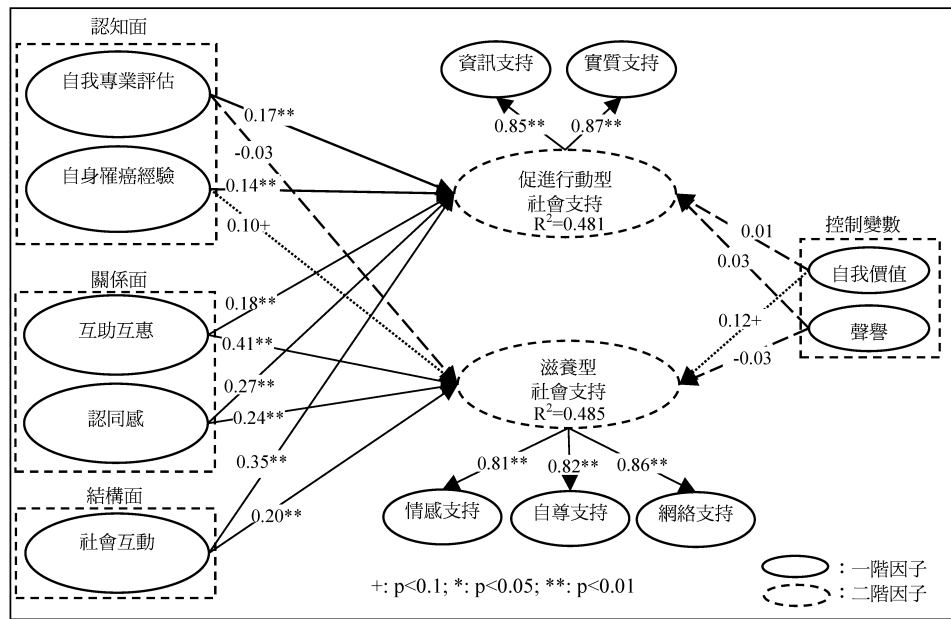 認知面
自我專業評估
自身罹癌經驗
關係面
互助互惠
認同感
結構面
社會互動
0.17**
-0.03
0.14**
0.10+
0.18**
0.41**
0.27**
0.24**
0.35**
0.20**
資訊支持
實質支持
0.85**
0.87**
促進行動型
社會支持
R²=0.481
滋養型
社會支持
R²=0.485
0.81**
0.82**
0.86**
情感支持
自尊支持
網絡支持
控制變數
自我價值
聲譽
0.01
0.03
0.12+
-0.03
+: p<0.1; *: p<0.05; **: p<0.01
：一階因子
：二階因子